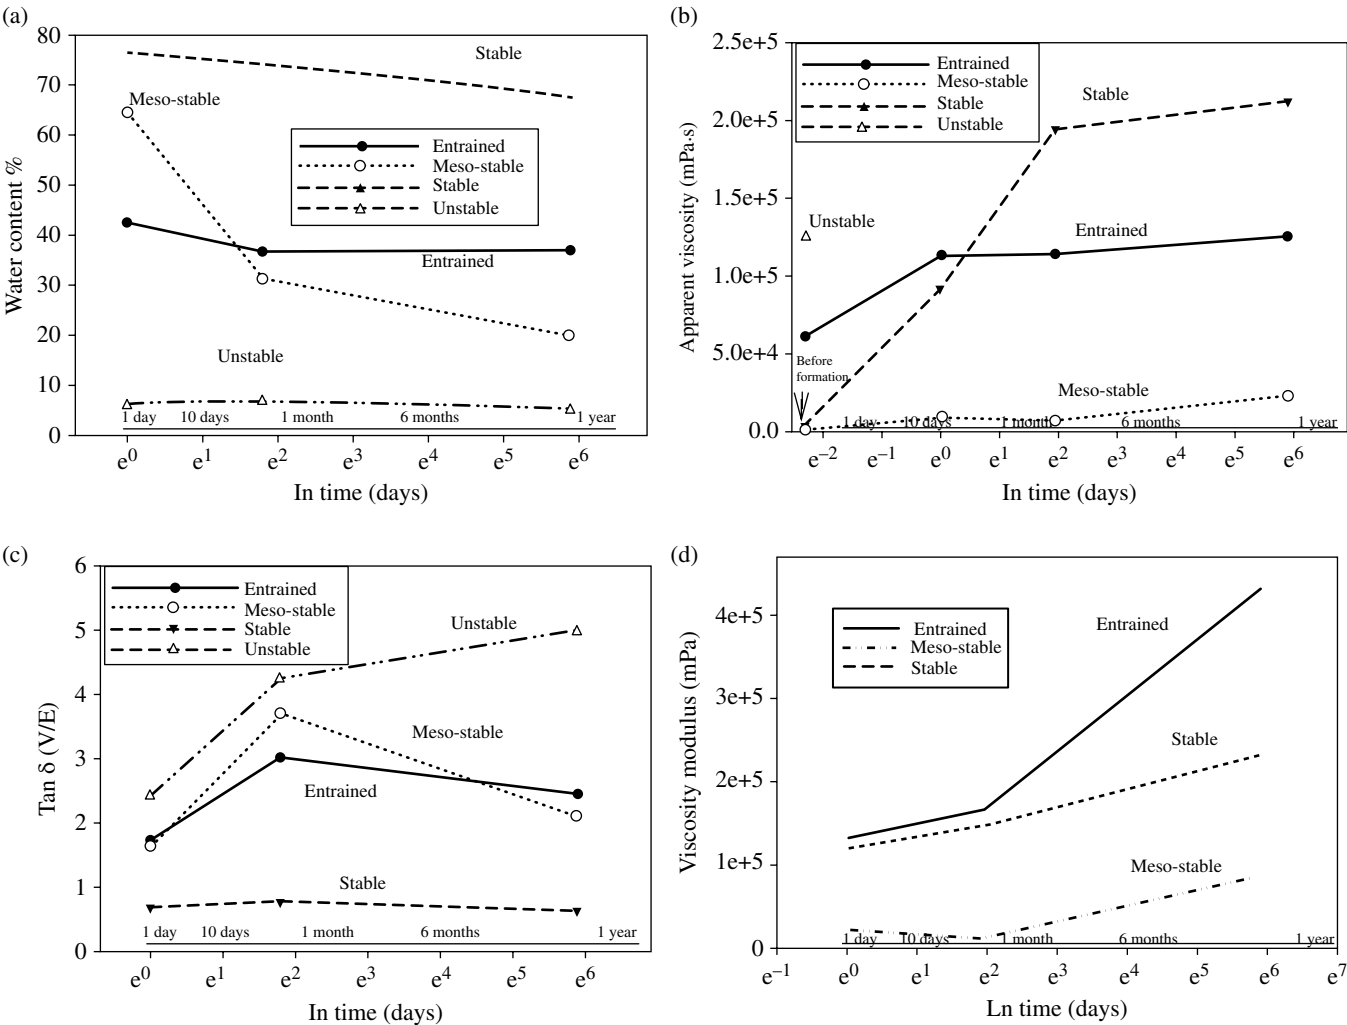 (a)
80
70
60
50
40
30
20
10
0
Water content %
Stable
Meso-stable
Entrained
Meso-stable
Stable
Unstable
Entrained
Unstable
1 day 10 days 1 month 6 months 1 year
e0 e1 e2 e3 e4 e5 e6
In time (days)
(b)
2.5e+5
2.0e+5
1.5e+5
1.0e+5
5.0e+4
0.0
Apparent viscosity (mPa·s)
Entrained
Meso-stable
Stable
Unstable
Stable
Unstable
Entrained
Before
formation
Meso-stable
1 day 10 days 1 month 6 months 1 year
e–2 e–1 e0 e1 e2 e3 e4 e5 e6
In time (days)
(c)
6
5
4
3
2
1
0
Tan δ (V/E)
Entrained
Meso-stable
Stable
Unstable
Unstable
Meso-stable
Entrained
Stable
1 day 10 days 1 month 6 months 1 year
e0 e1 e2 e3 e4 e5 e6
In time (days)
(d)
4e+5
3e+5
2e+5
1e+5
0
Viscosity modulus (mPa)
Entrained
Meso-stable
Stable
Entrained
Stable
Meso-stable
1 day 10 days 1 month 6 months 1 year
e–1 e0 e1 e2 e3 e4 e5 e6 e7
Ln time (days)